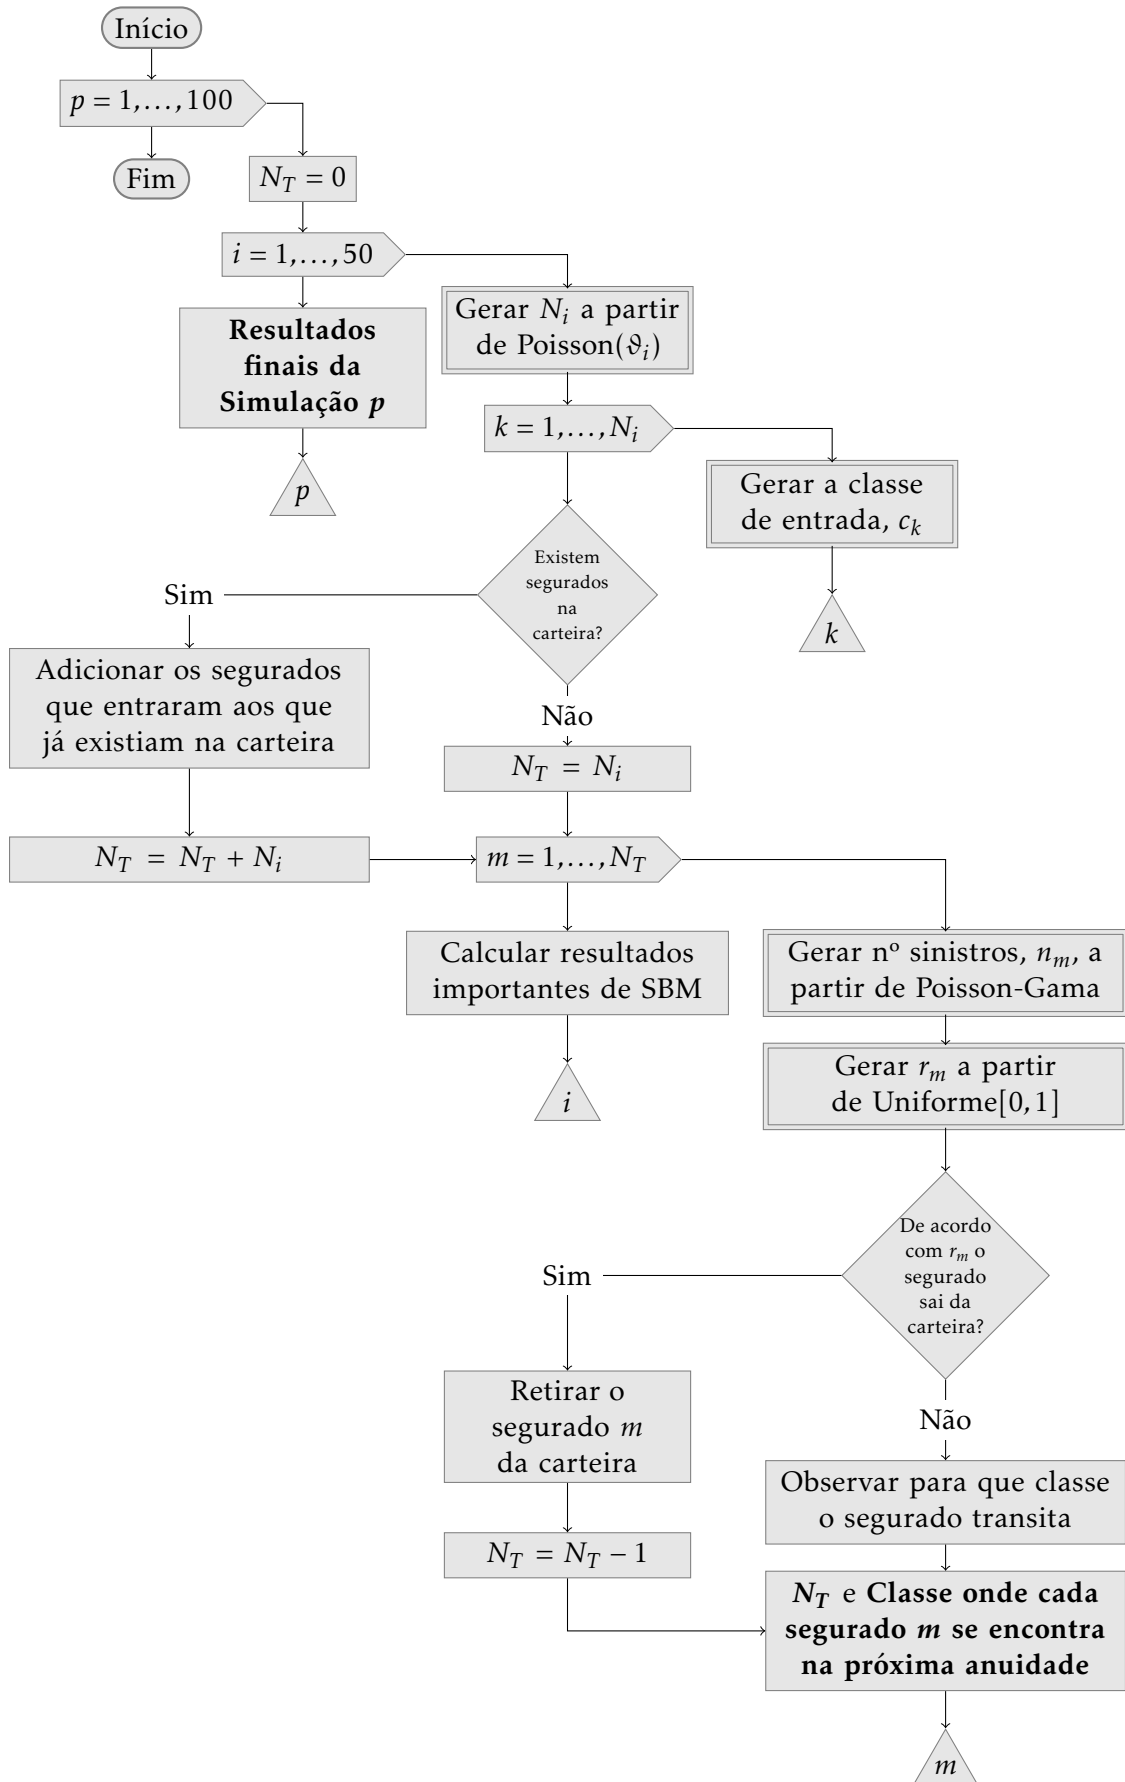 Início
p = 1,...,100
Fim
N_T = 0
i = 1,...,50
Resultados
finais da
Simulação p
p
Gerar N_i a partir
de Poisson(ϑ_i)
k = 1,...,N_i
Gerar a classe
de entrada, c_k
k
Existem
segurados
na
carteira?
Sim
Adicionar os segurados
que entraram aos que
já existiam na carteira
N_T = N_T + N_i
Não
N_T = N_i
m = 1,...,N_T
Calcular resultados
importantes de SBM
i
Gerar nº sinistros, n_m, a
partir de Poisson-Gama
Gerar r_m a partir
de Uniforme[0,1]
De acordo
com r_m o
segurado
sai da
carteira?
Sim
Retirar o
segurado m
da carteira
N_T = N_T − 1
Não
Observar para que classe
o segurado transita
N_T e Classe onde cada
segurado m se encontra
na próxima anuidade
m